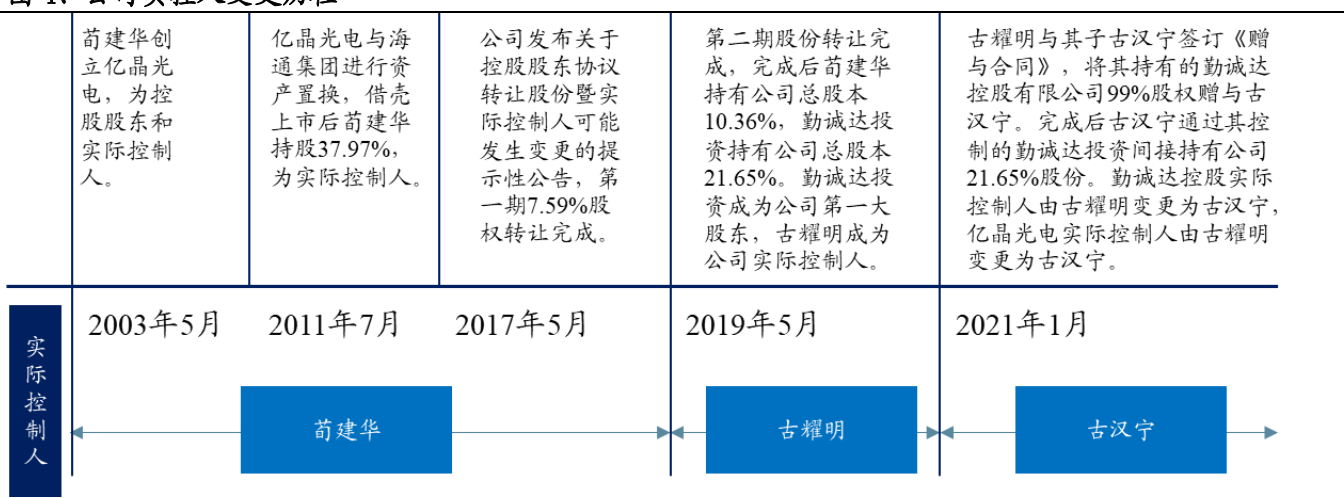 图 4、公司实控人变更历程
荀建华创
立亿晶光
电，为控
股股东和
实际控制
人。
亿晶光电与海
通集团进行资
产置换，借壳
上市后荀建华
持股37.97%，
为实际控制人。
公司发布关于
控股股东协议
转让股份暨实
际控制人可能
发生变更的提
示性公告，第
一期7.59%股
权转让完成。
第二期股份转让完
成，完成后荀建华
持有公司总股本
10.36%，勤诚达投
资持有公司总股本
21.65%。勤诚达投
资成为公司第一大
股东，古耀明成为
公司实际控制人。
古耀明与其子古汉宁签订《赠
与合同》，将其持有的勤诚达
控股有限公司99%股权赠与古
汉宁。完成后古汉宁通过其控
制的勤诚达投资间接持有公司
21.65%股份。勤诚达控股实际
控制人由古耀明变更为古汉宁，
亿晶光电实际控制人由古耀明
变更为古汉宁。
2003年5月
2011年7月
2017年5月
2019年5月
2021年1月
实际控制人
荀建华
古耀明
古汉宁